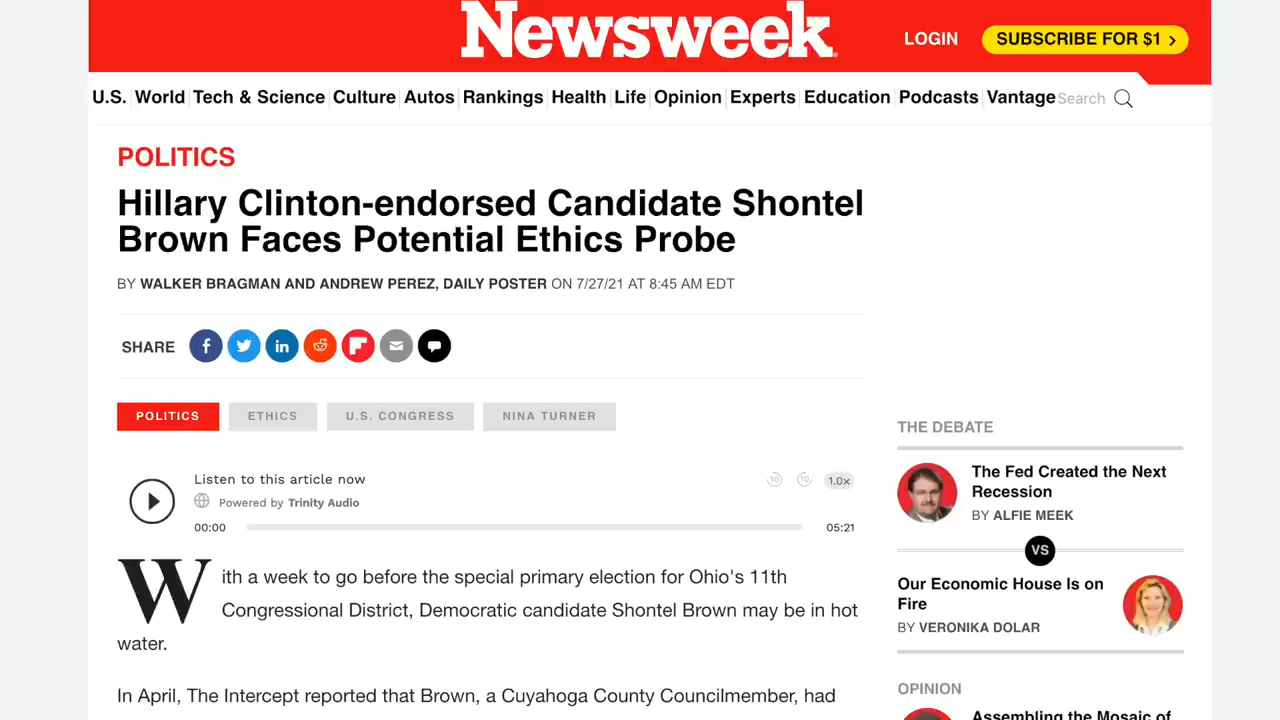 Newsweek
LOGIN
SUBSCRIBE FOR $1 ›
U.S. World Tech & Science Culture Autos Rankings Health Life Opinion Experts Education Podcasts Vantage Search
POLITICS
Hillary Clinton-endorsed Candidate Shontel
Brown Faces Potential Ethics Probe
BY WALKER BRAGMAN AND ANDREW PEREZ, DAILY POSTER ON 7/27/21 AT 8:45 AM EDT
SHARE
POLITICS ETHICS U.S. CONGRESS NINA TURNER
Listen to this article now
Powered by Trinity Audio
10 10 1.0x
00:00 05:21
With a week to go before the special primary election for Ohio's 11th
Congressional District, Democratic candidate Shontel Brown may be in hot
water.
In April, The Intercept reported that Brown, a Cuyahoga County Councilmember, had
THE DEBATE
The Fed Created the Next
Recession
BY ALFIE MEEK
VS
Our Economic House Is on
Fire
BY VERONIKA DOLAR
OPINION
Assembling the Mosaic of